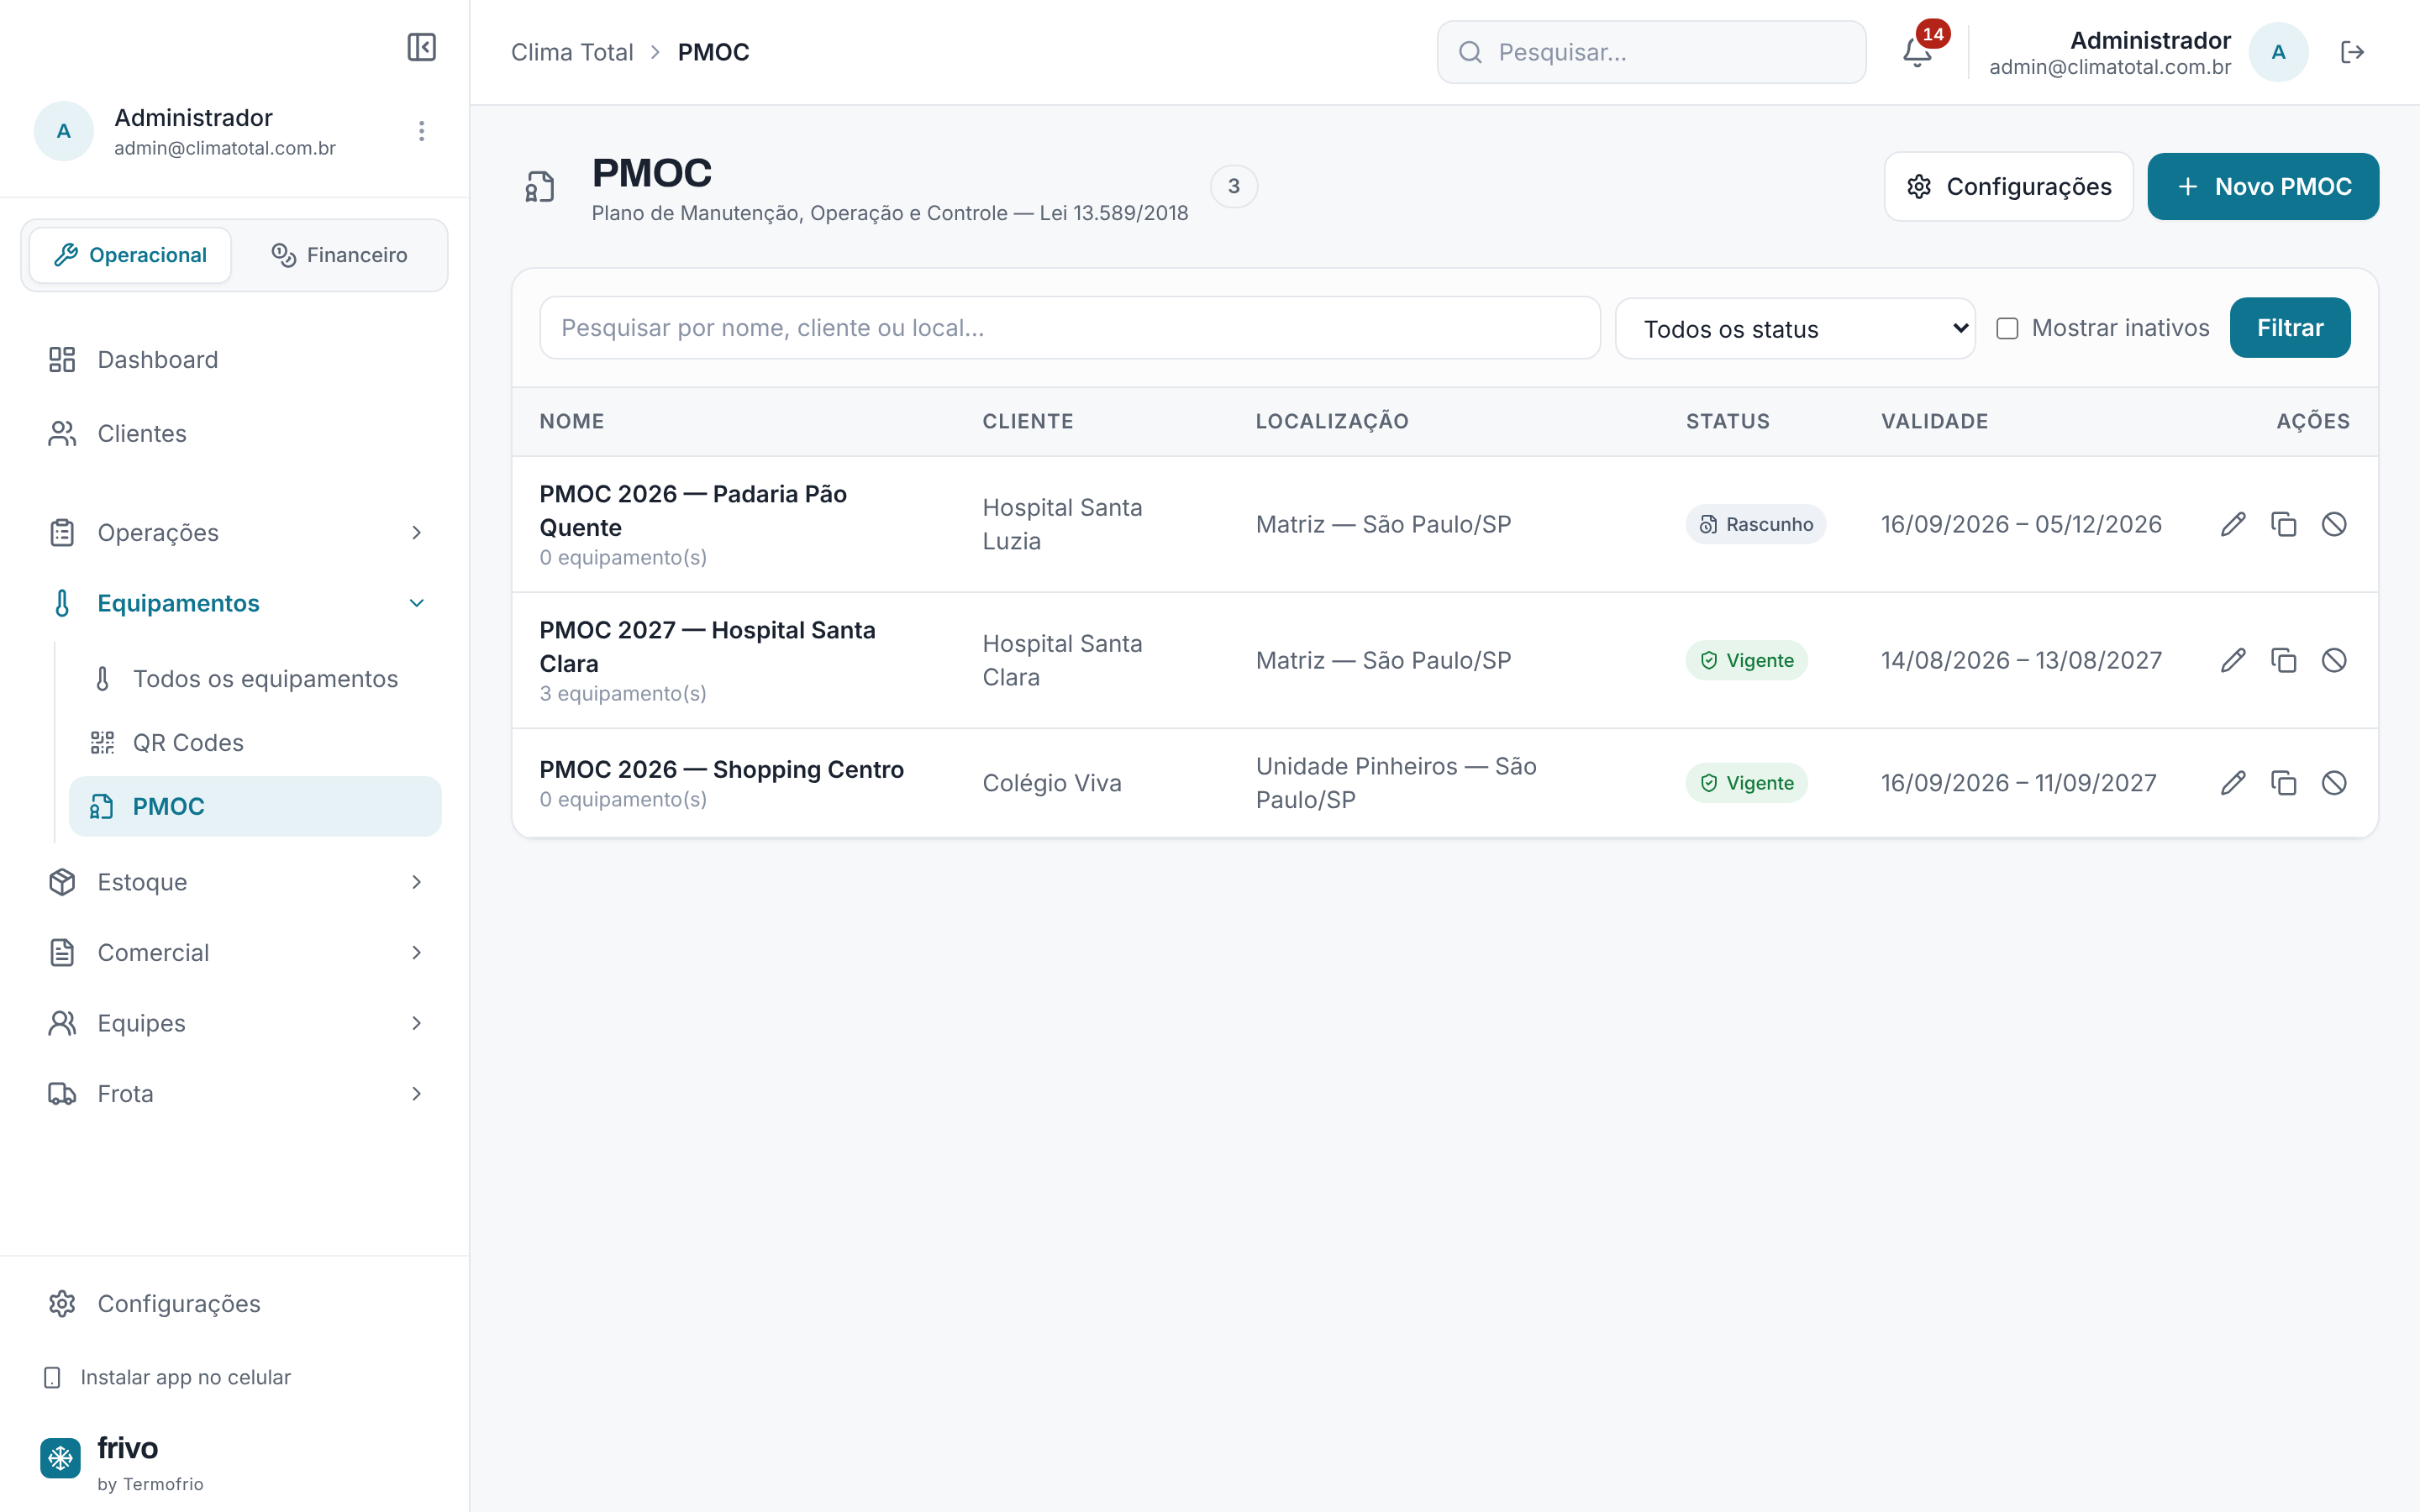 Clima Total > PMOC
Pesquisar...
14
Administrador
admin@climatotal.com.br
A
A
Administrador
admin@climatotal.com.br
Operacional
Financeiro
Dashboard
Clientes
Operações
Equipamentos
Todos os equipamentos
QR Codes
PMOC
Estoque
Comercial
Equipes
Frota
Configurações
Instalar app no celular
frivo
by Termofrio
PMOC
Plano de Manutenção, Operação e Controle — Lei 13.589/2018
3
Configurações
+ Novo PMOC
Pesquisar por nome, cliente ou local...
Todos os status
Mostrar inativos
Filtrar
NOME CLIENTE LOCALIZAÇÃO STATUS VALIDADE AÇÕES
PMOC 2026 — Padaria Pão
Quente
0 equipamento(s)
Hospital Santa
Luzia
Matriz — São Paulo/SP
Rascunho
16/09/2026 – 05/12/2026
PMOC 2027 — Hospital Santa
Clara
3 equipamento(s)
Hospital Santa
Clara
Matriz — São Paulo/SP
Vigente
14/08/2026 – 13/08/2027
PMOC 2026 — Shopping Centro
0 equipamento(s)
Colégio Viva
Unidade Pinheiros — São
Paulo/SP
Vigente
16/09/2026 – 11/09/2027